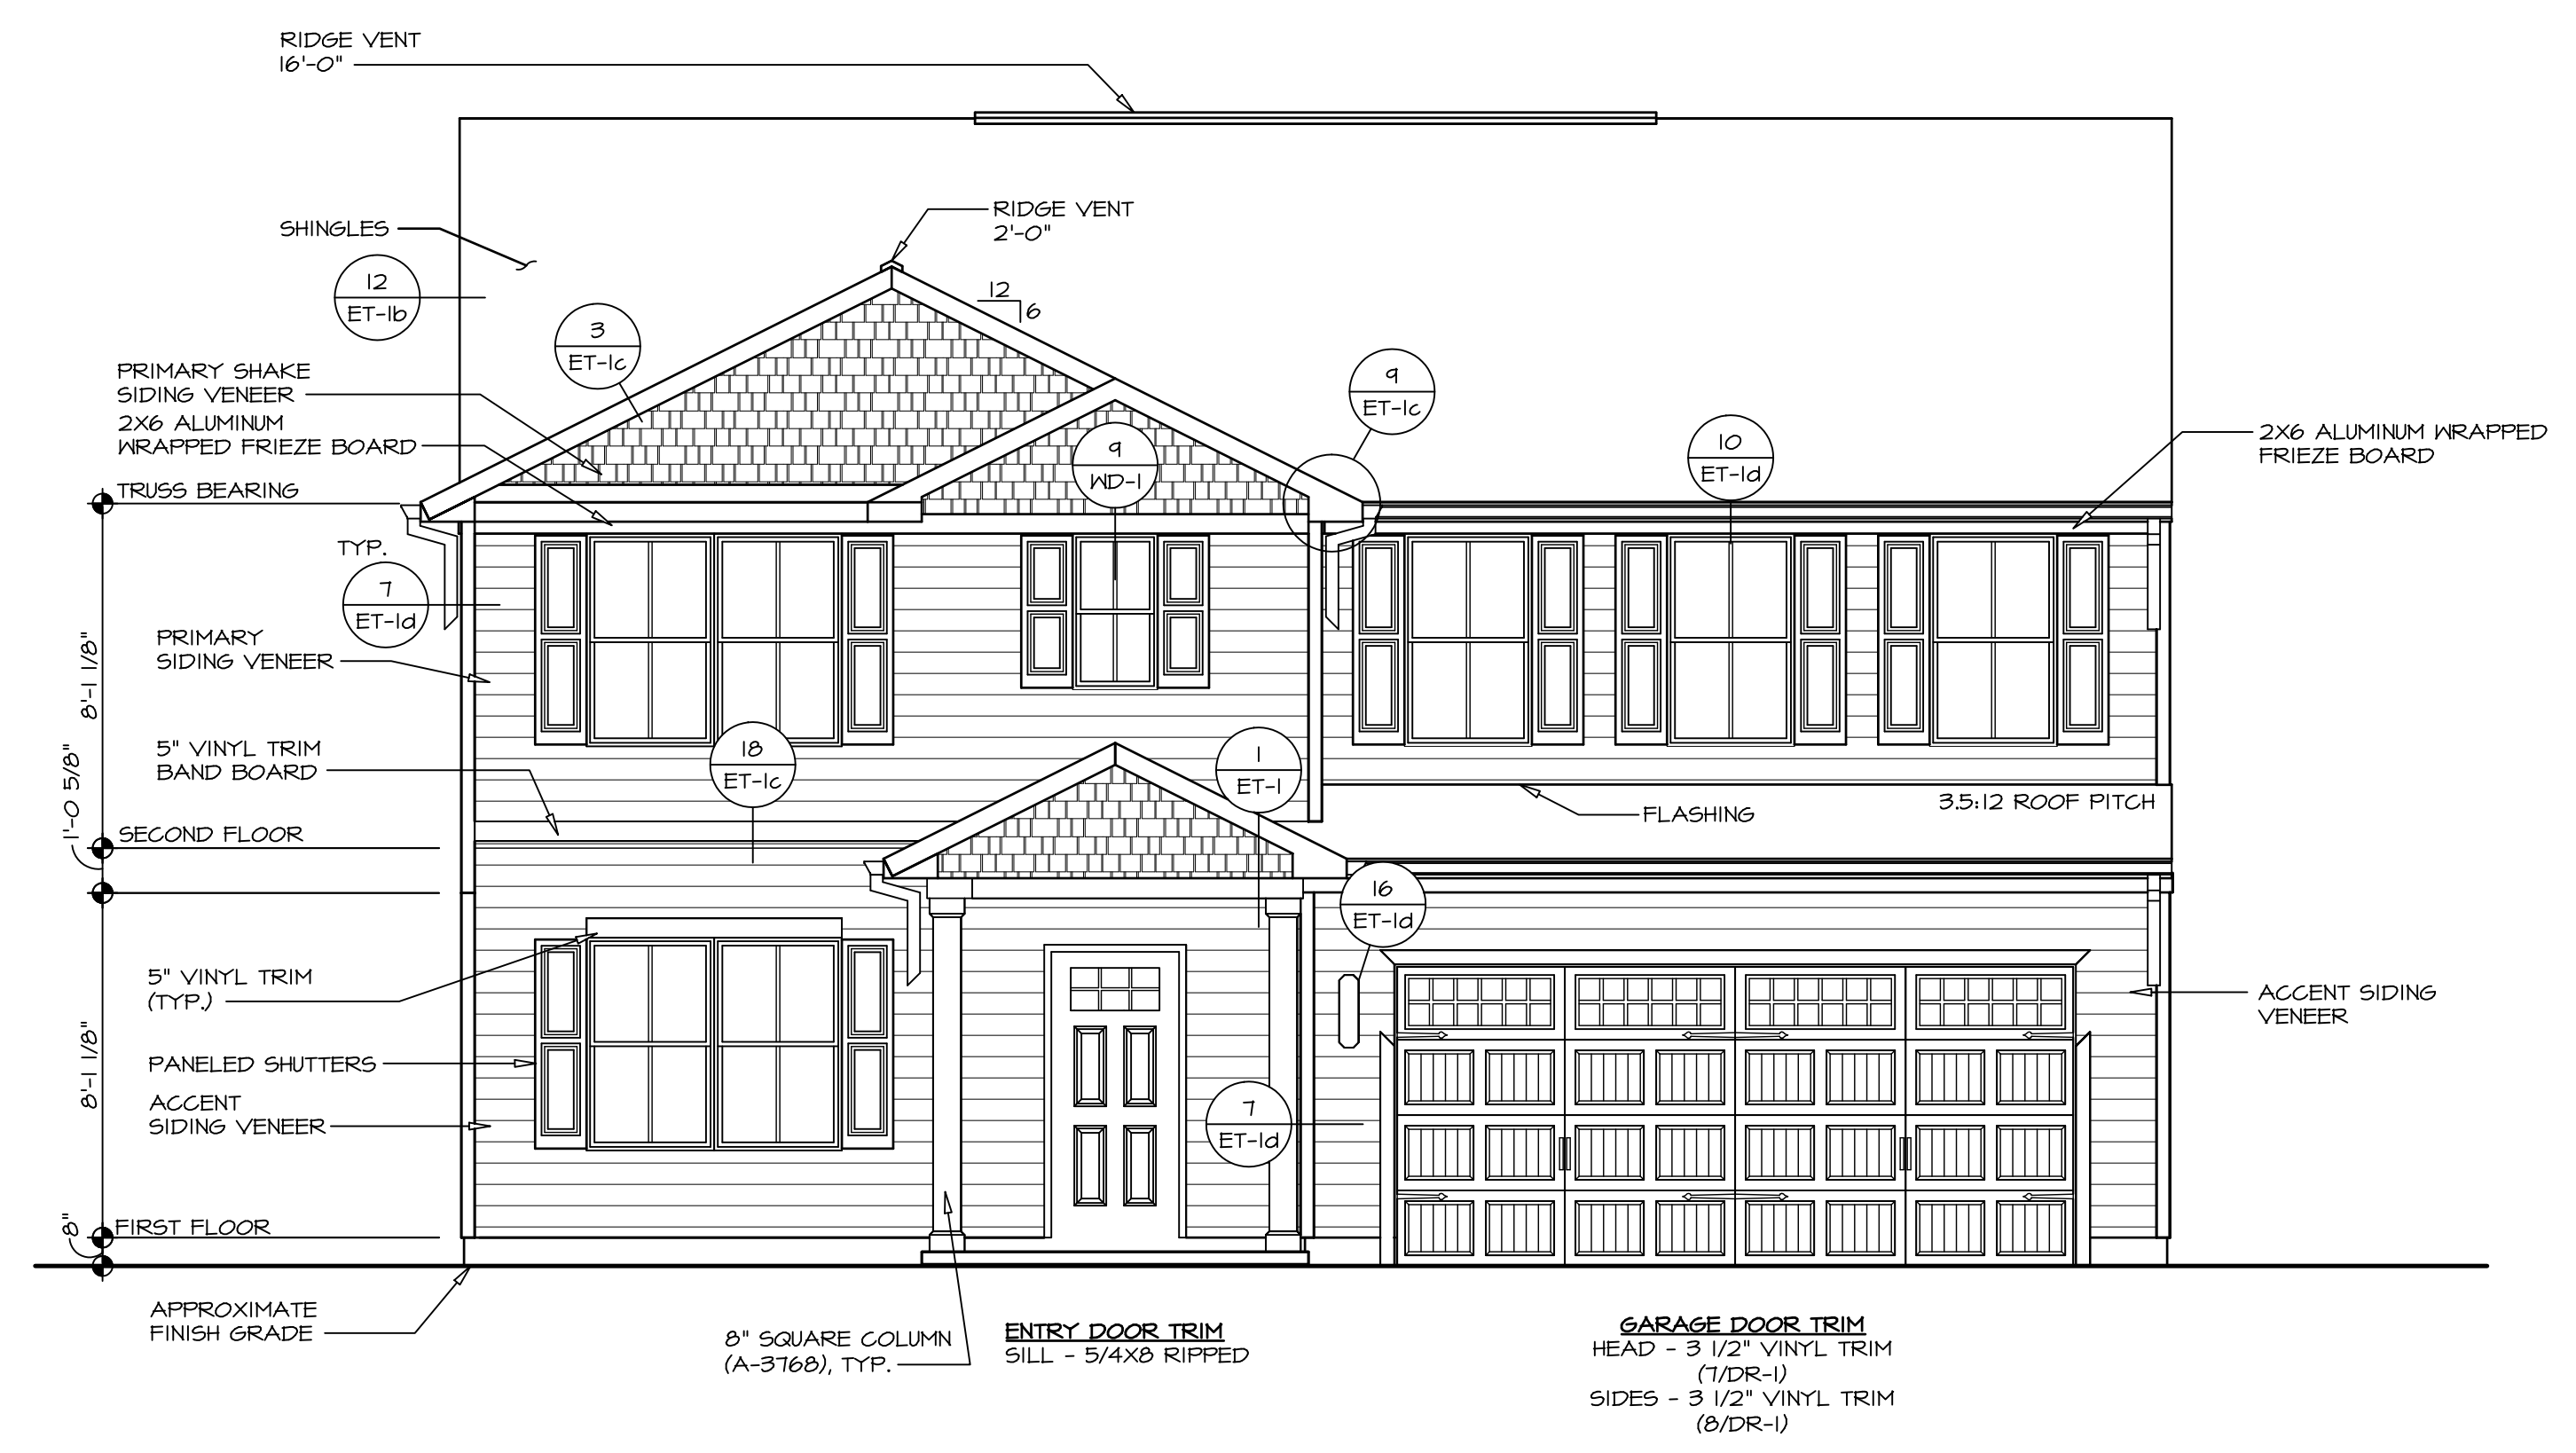 RIDGE VENT
16'-0"
RIDGE VENT
2'-0"
SHINGLES
12
ET-1b
12
6
3
ET-1c
PRIMARY SHAKE
SIDING VENEER
2X6 ALUMINUM
WRAPPED FRIEZE BOARD
9
ET-1c
9
WD-1
10
ET-1d
2X6 ALUMINUM WRAPPED
FRIEZE BOARD
TRUSS BEARING
TYP.
7
ET-1d
PRIMARY
SIDING VENEER
8'-1 1/8"
5" VINYL TRIM
BAND BOARD
18
ET-1c
1
ET-1
FLASHING
3.5:12 ROOF PITCH
1'-0 5/8"
SECOND FLOOR
16
ET-1d
5" VINYL TRIM
(TYP.)
ACCENT SIDING
VENEER
8'-1 1/8"
PANELED SHUTTERS
ACCENT
SIDING VENEER
7
ET-1d
8"
FIRST FLOOR
APPROXIMATE
FINISH GRADE
8" SQUARE COLUMN
(A-3768), TYP.
ENTRY DOOR TRIM
SILL - 5/4X8 RIPPED
GARAGE DOOR TRIM
HEAD - 3 1/2" VINYL TRIM
(7/DR-1)
SIDES - 3 1/2" VINYL TRIM
(8/DR-1)